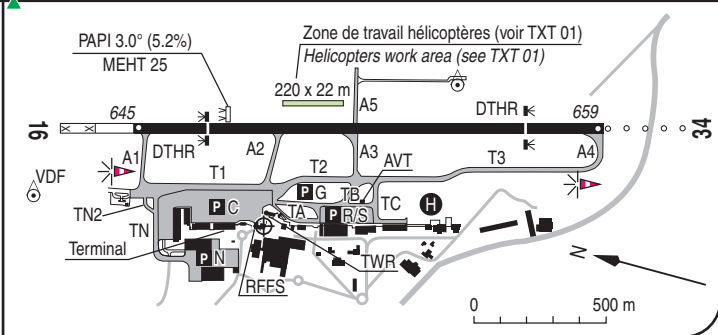 PAPI 3.0° (5.2%)
MEHT 25
Zone de travail hélicoptères (voir TXT 01)
Helicopters work area (see TXT 01)
220 x 22 m
A5
DTHR
645
659
16
34
A1
DTHR
A2
A3
AVT
A4
VDF
T1
T2
T3
TN2
P C
P G
TB
TA
P R/S
TC
H
TN
Terminal
P N
TWR
RFFS
N
0
500 m